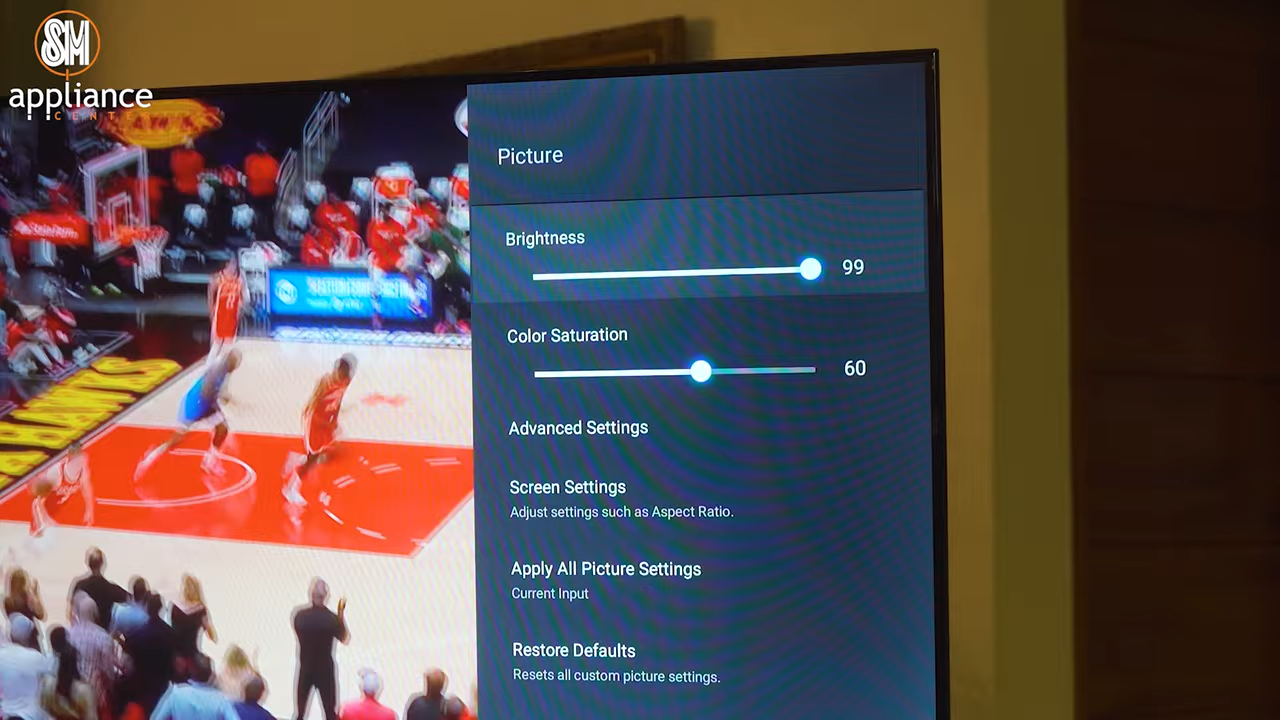 SM
appliance
CENTER
Picture
Brightness
99
Color Saturation
60
Advanced Settings
Screen Settings
Adjust settings such as Aspect Ratio.
Apply All Picture Settings
Current Input
Restore Defaults
Resets all custom picture settings.